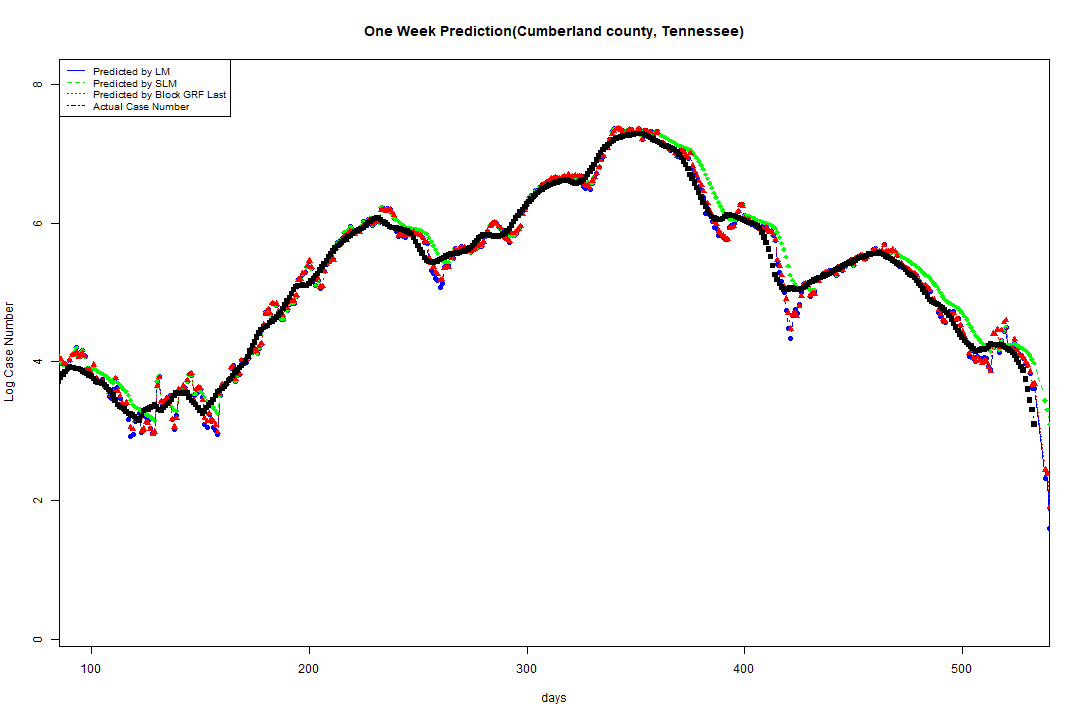 One Week Prediction(Cumberland county, Tennessee)
Predicted by LM
Predicted by SLM
Predicted by Block GRF Last
Actual Case Number
8
6
4
2
0
Log Case Number
100 200 300 400 500
days